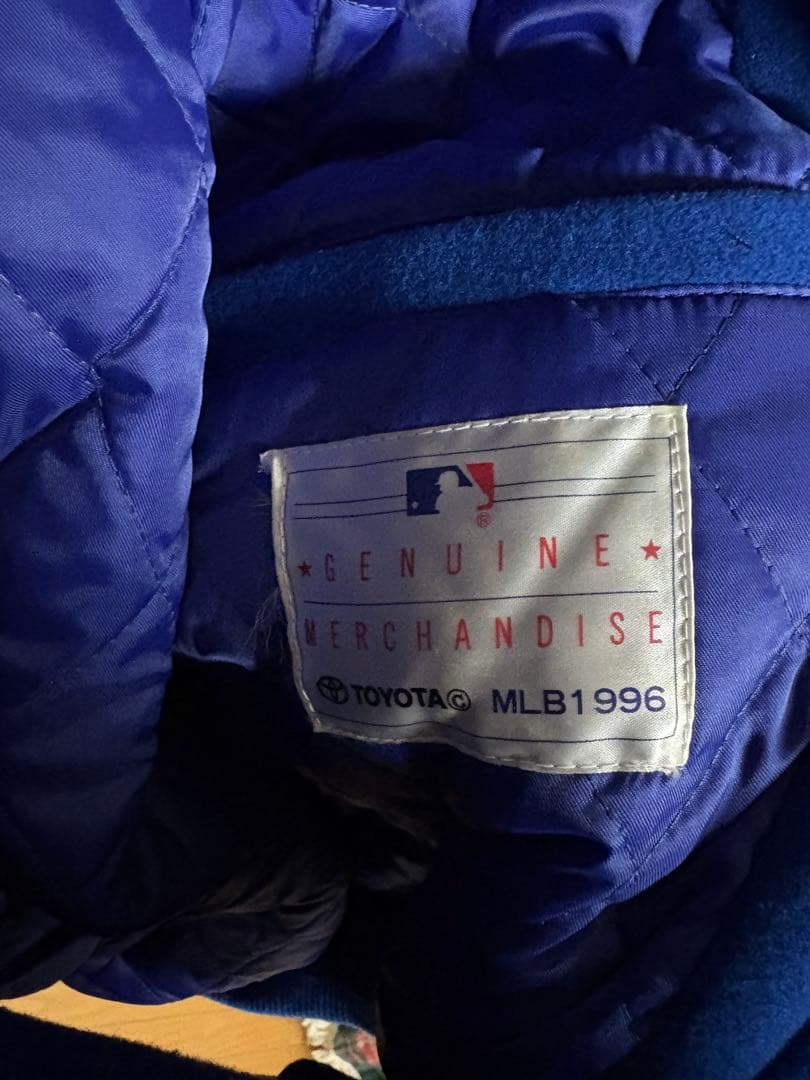 ®
★ GENUINE ★
MERCHANDISE
TOYOTA© MLB1996